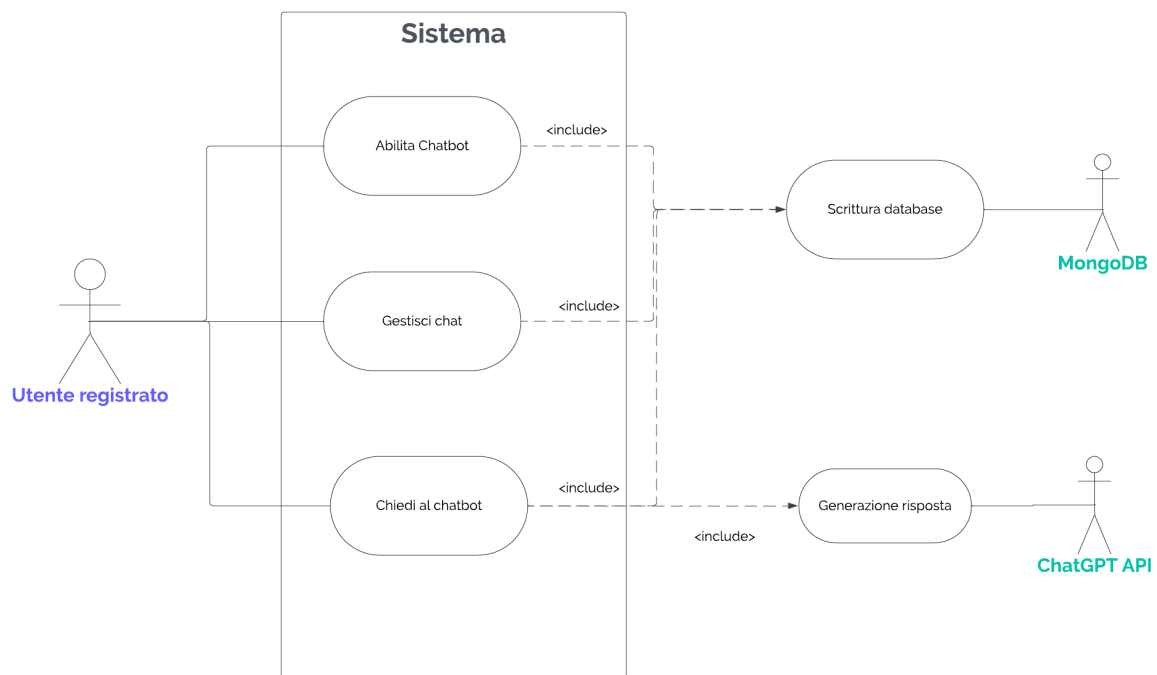 Sistema
Abilita Chatbot
<include>
Scrittura database
MongoDB
Gestisci chat
<include>
Utente registrato
Chiedi al chatbot
<include>
Generazione risposta
<include>
ChatGPT API